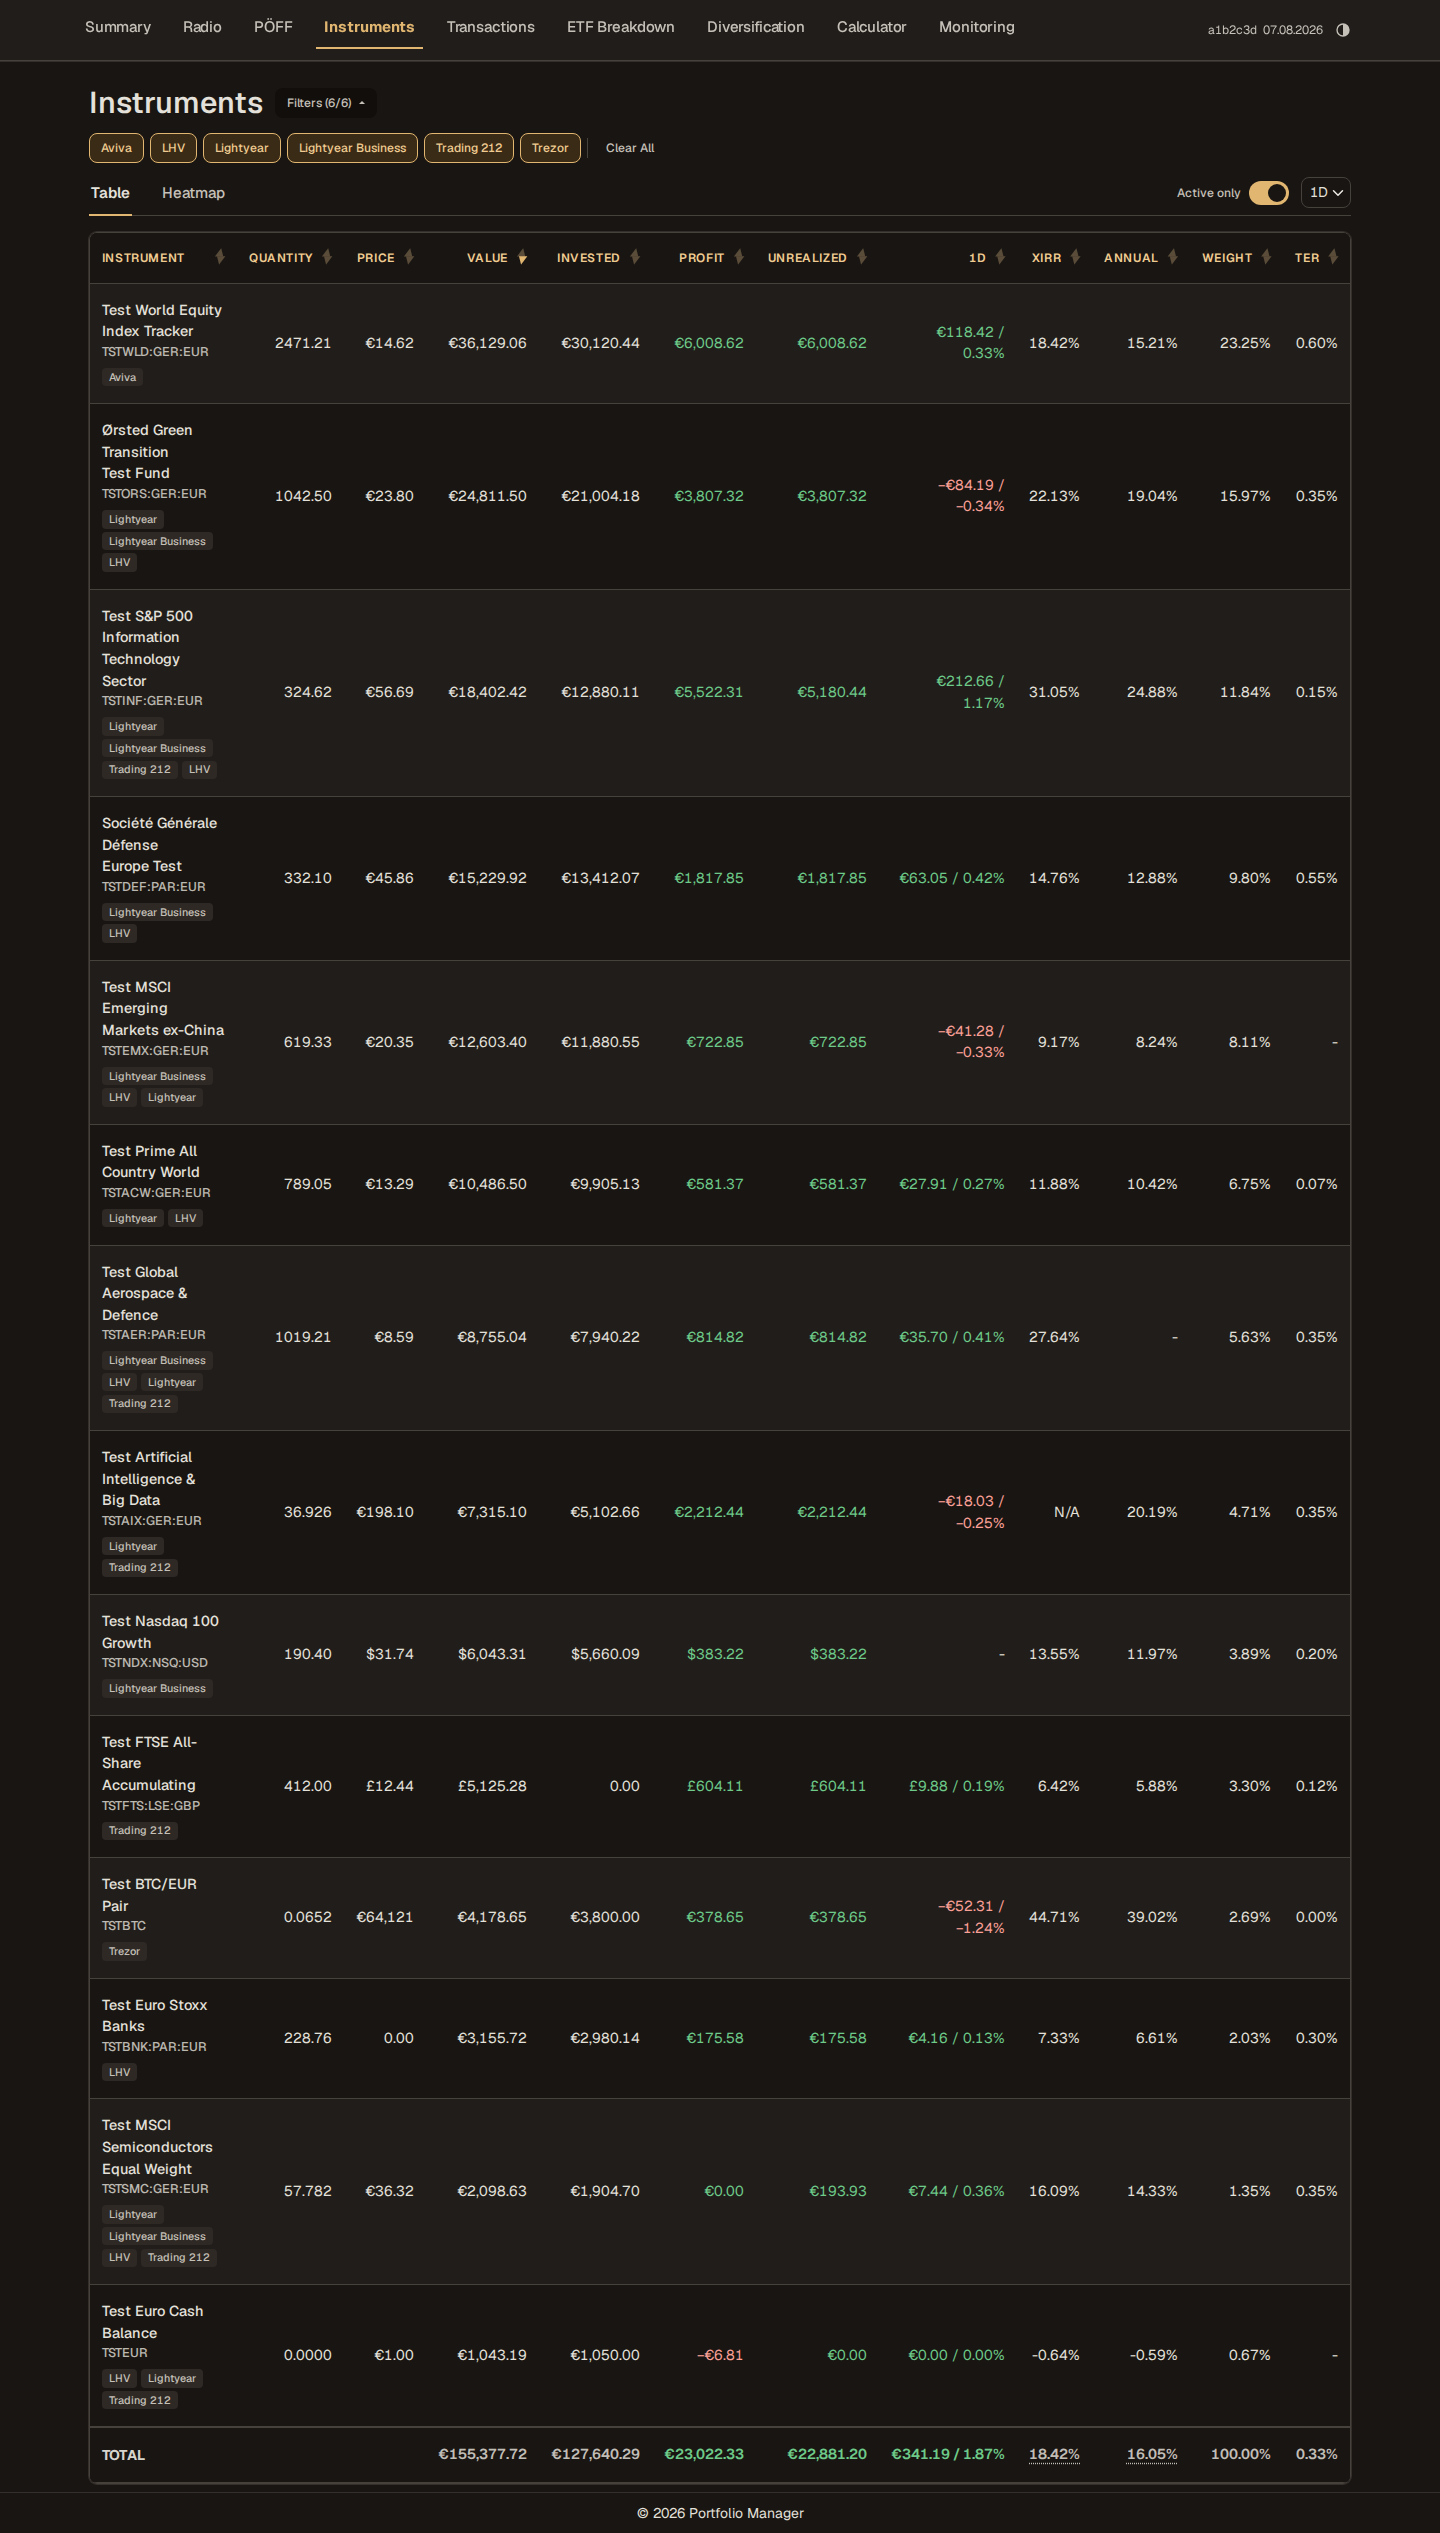 Summary Radio PÖFF Instruments Transactions ETF Breakdown Diversification Calculator Monitoring a1b2c3d 07.08.2026
Instruments Filters (6/6)
Aviva LHV Lightyear Lightyear Business Trading 212 Trezor Clear All
Table Heatmap Active only 1D
INSTRUMENT QUANTITY PRICE VALUE INVESTED PROFIT UNREALIZED 1D XIRR ANNUAL WEIGHT TER
Test World Equity
Index Tracker
TSTWLD:GER:EUR
Aviva
2471.21 €14.62 €36,129.06 €30,120.44 €6,008.62 €6,008.62 €118.42 /
0.33% 18.42% 15.21% 23.25% 0.60%
Ørsted Green
Transition
Test Fund
TSTORS:GER:EUR
Lightyear
Lightyear Business
LHV
1042.50 €23.80 €24,811.50 €21,004.18 €3,807.32 €3,807.32 −€84.19 /
−0.34% 22.13% 19.04% 15.97% 0.35%
Test S&P 500
Information
Technology
Sector
TSTINF:GER:EUR
Lightyear
Lightyear Business
Trading 212 LHV
324.62 €56.69 €18,402.42 €12,880.11 €5,522.31 €5,180.44 €212.66 /
1.17% 31.05% 24.88% 11.84% 0.15%
Société Générale
Défense
Europe Test
TSTDEF:PAR:EUR
Lightyear Business
LHV
332.10 €45.86 €15,229.92 €13,412.07 €1,817.85 €1,817.85 €63.05 / 0.42% 14.76% 12.88% 9.80% 0.55%
Test MSCI
Emerging
Markets ex-China
TSTEMX:GER:EUR
Lightyear Business
LHV Lightyear
619.33 €20.35 €12,603.40 €11,880.55 €722.85 €722.85 −€41.28 /
−0.33% 9.17% 8.24% 8.11% -
Test Prime All
Country World
TSTACW:GER:EUR
Lightyear LHV
789.05 €13.29 €10,486.50 €9,905.13 €581.37 €581.37 €27.91 / 0.27% 11.88% 10.42% 6.75% 0.07%
Test Global
Aerospace &
Defence
TSTAER:PAR:EUR
Lightyear Business
LHV Lightyear
Trading 212
1019.21 €8.59 €8,755.04 €7,940.22 €814.82 €814.82 €35.70 / 0.41% 27.64% - 5.63% 0.35%
Test Artificial
Intelligence &
Big Data
TSTAIX:GER:EUR
Lightyear
Trading 212
36.926 €198.10 €7,315.10 €5,102.66 €2,212.44 €2,212.44 −€18.03 /
−0.25% N/A 20.19% 4.71% 0.35%
Test Nasdaq 100
Growth
TSTNDX:NSQ:USD
Lightyear Business
190.40 $31.74 $6,043.31 $5,660.09 $383.22 $383.22 - 13.55% 11.97% 3.89% 0.20%
Test FTSE All-
Share
Accumulating
TSTFTS:LSE:GBP
Trading 212
412.00 £12.44 £5,125.28 0.00 £604.11 £604.11 £9.88 / 0.19% 6.42% 5.88% 3.30% 0.12%
Test BTC/EUR
Pair
TSTBTC
Trezor
0.0652 €64,121 €4,178.65 €3,800.00 €378.65 €378.65 −€52.31 /
−1.24% 44.71% 39.02% 2.69% 0.00%
Test Euro Stoxx
Banks
TSTBNK:PAR:EUR
LHV
228.76 0.00 €3,155.72 €2,980.14 €175.58 €175.58 €4.16 / 0.13% 7.33% 6.61% 2.03% 0.30%
Test MSCI
Semiconductors
Equal Weight
TSTSMC:GER:EUR
Lightyear
Lightyear Business
LHV Trading 212
57.782 €36.32 €2,098.63 €1,904.70 €0.00 €193.93 €7.44 / 0.36% 16.09% 14.33% 1.35% 0.35%
Test Euro Cash
Balance
TSTEUR
LHV Lightyear
Trading 212
0.0000 €1.00 €1,043.19 €1,050.00 −€6.81 €0.00 €0.00 / 0.00% -0.64% -0.59% 0.67% -
TOTAL €155,377.72 €127,640.29 €23,022.33 €22,881.20 €341.19 / 1.87% 18.42% 16.05% 100.00% 0.33%
© 2026 Portfolio Manager